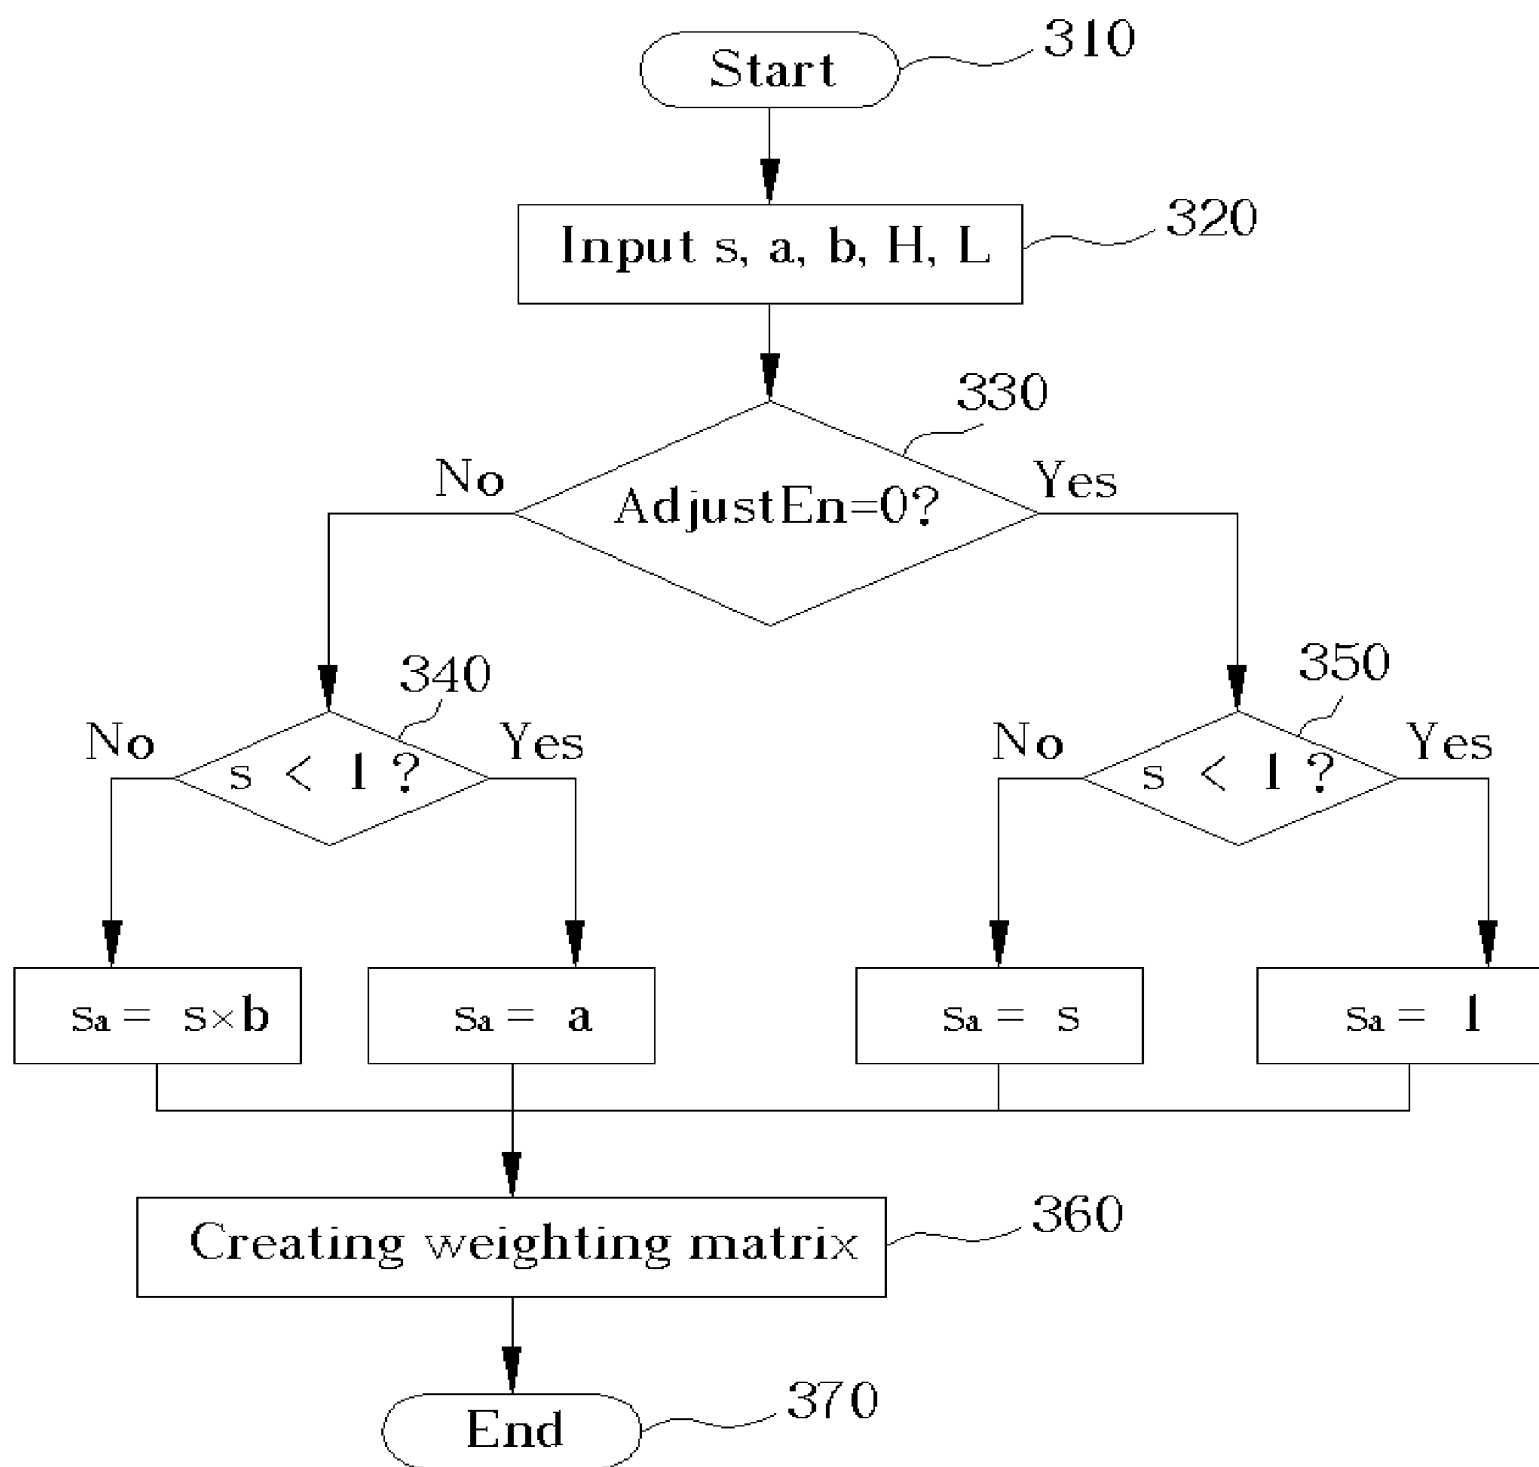 Start
310
Input s, a, b, H, L
320
330
No
AdjustEn=0?
Yes
340
350
No
s < 1 ?
Yes
No
s < 1 ?
Yes
sa = s×b
sa = a
sa = s
sa = 1
Creating weighting matrix
360
End
370